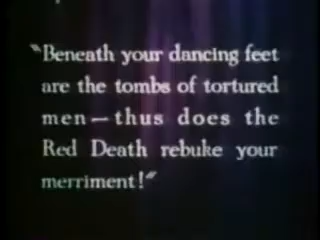 "Beneath your dancing feet
are the tombs of tortured
men—thus does the
Red Death rebuke your
merriment!"